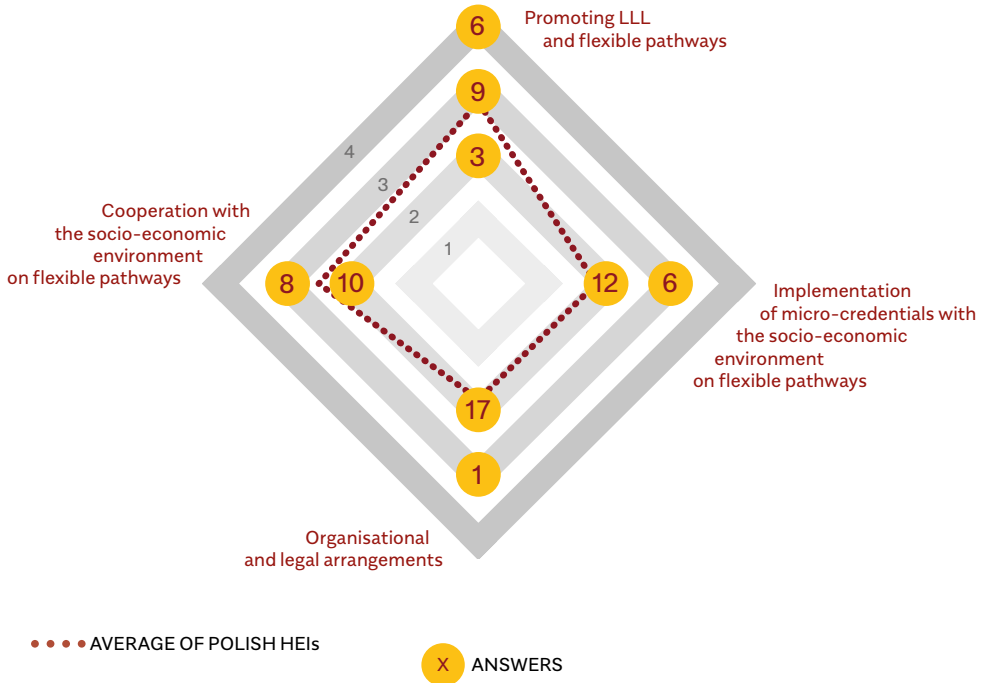 6
Promoting LLL
and flexible pathways
9
3
4
3
2
1
Cooperation with
the socio-economic
environment
on flexible pathways
8
10
12
6
Implementation
of micro-credentials with
the socio-economic
environment
on flexible pathways
17
1
Organisational
and legal arrangements
AVERAGE OF POLISH HEIs
X ANSWERS